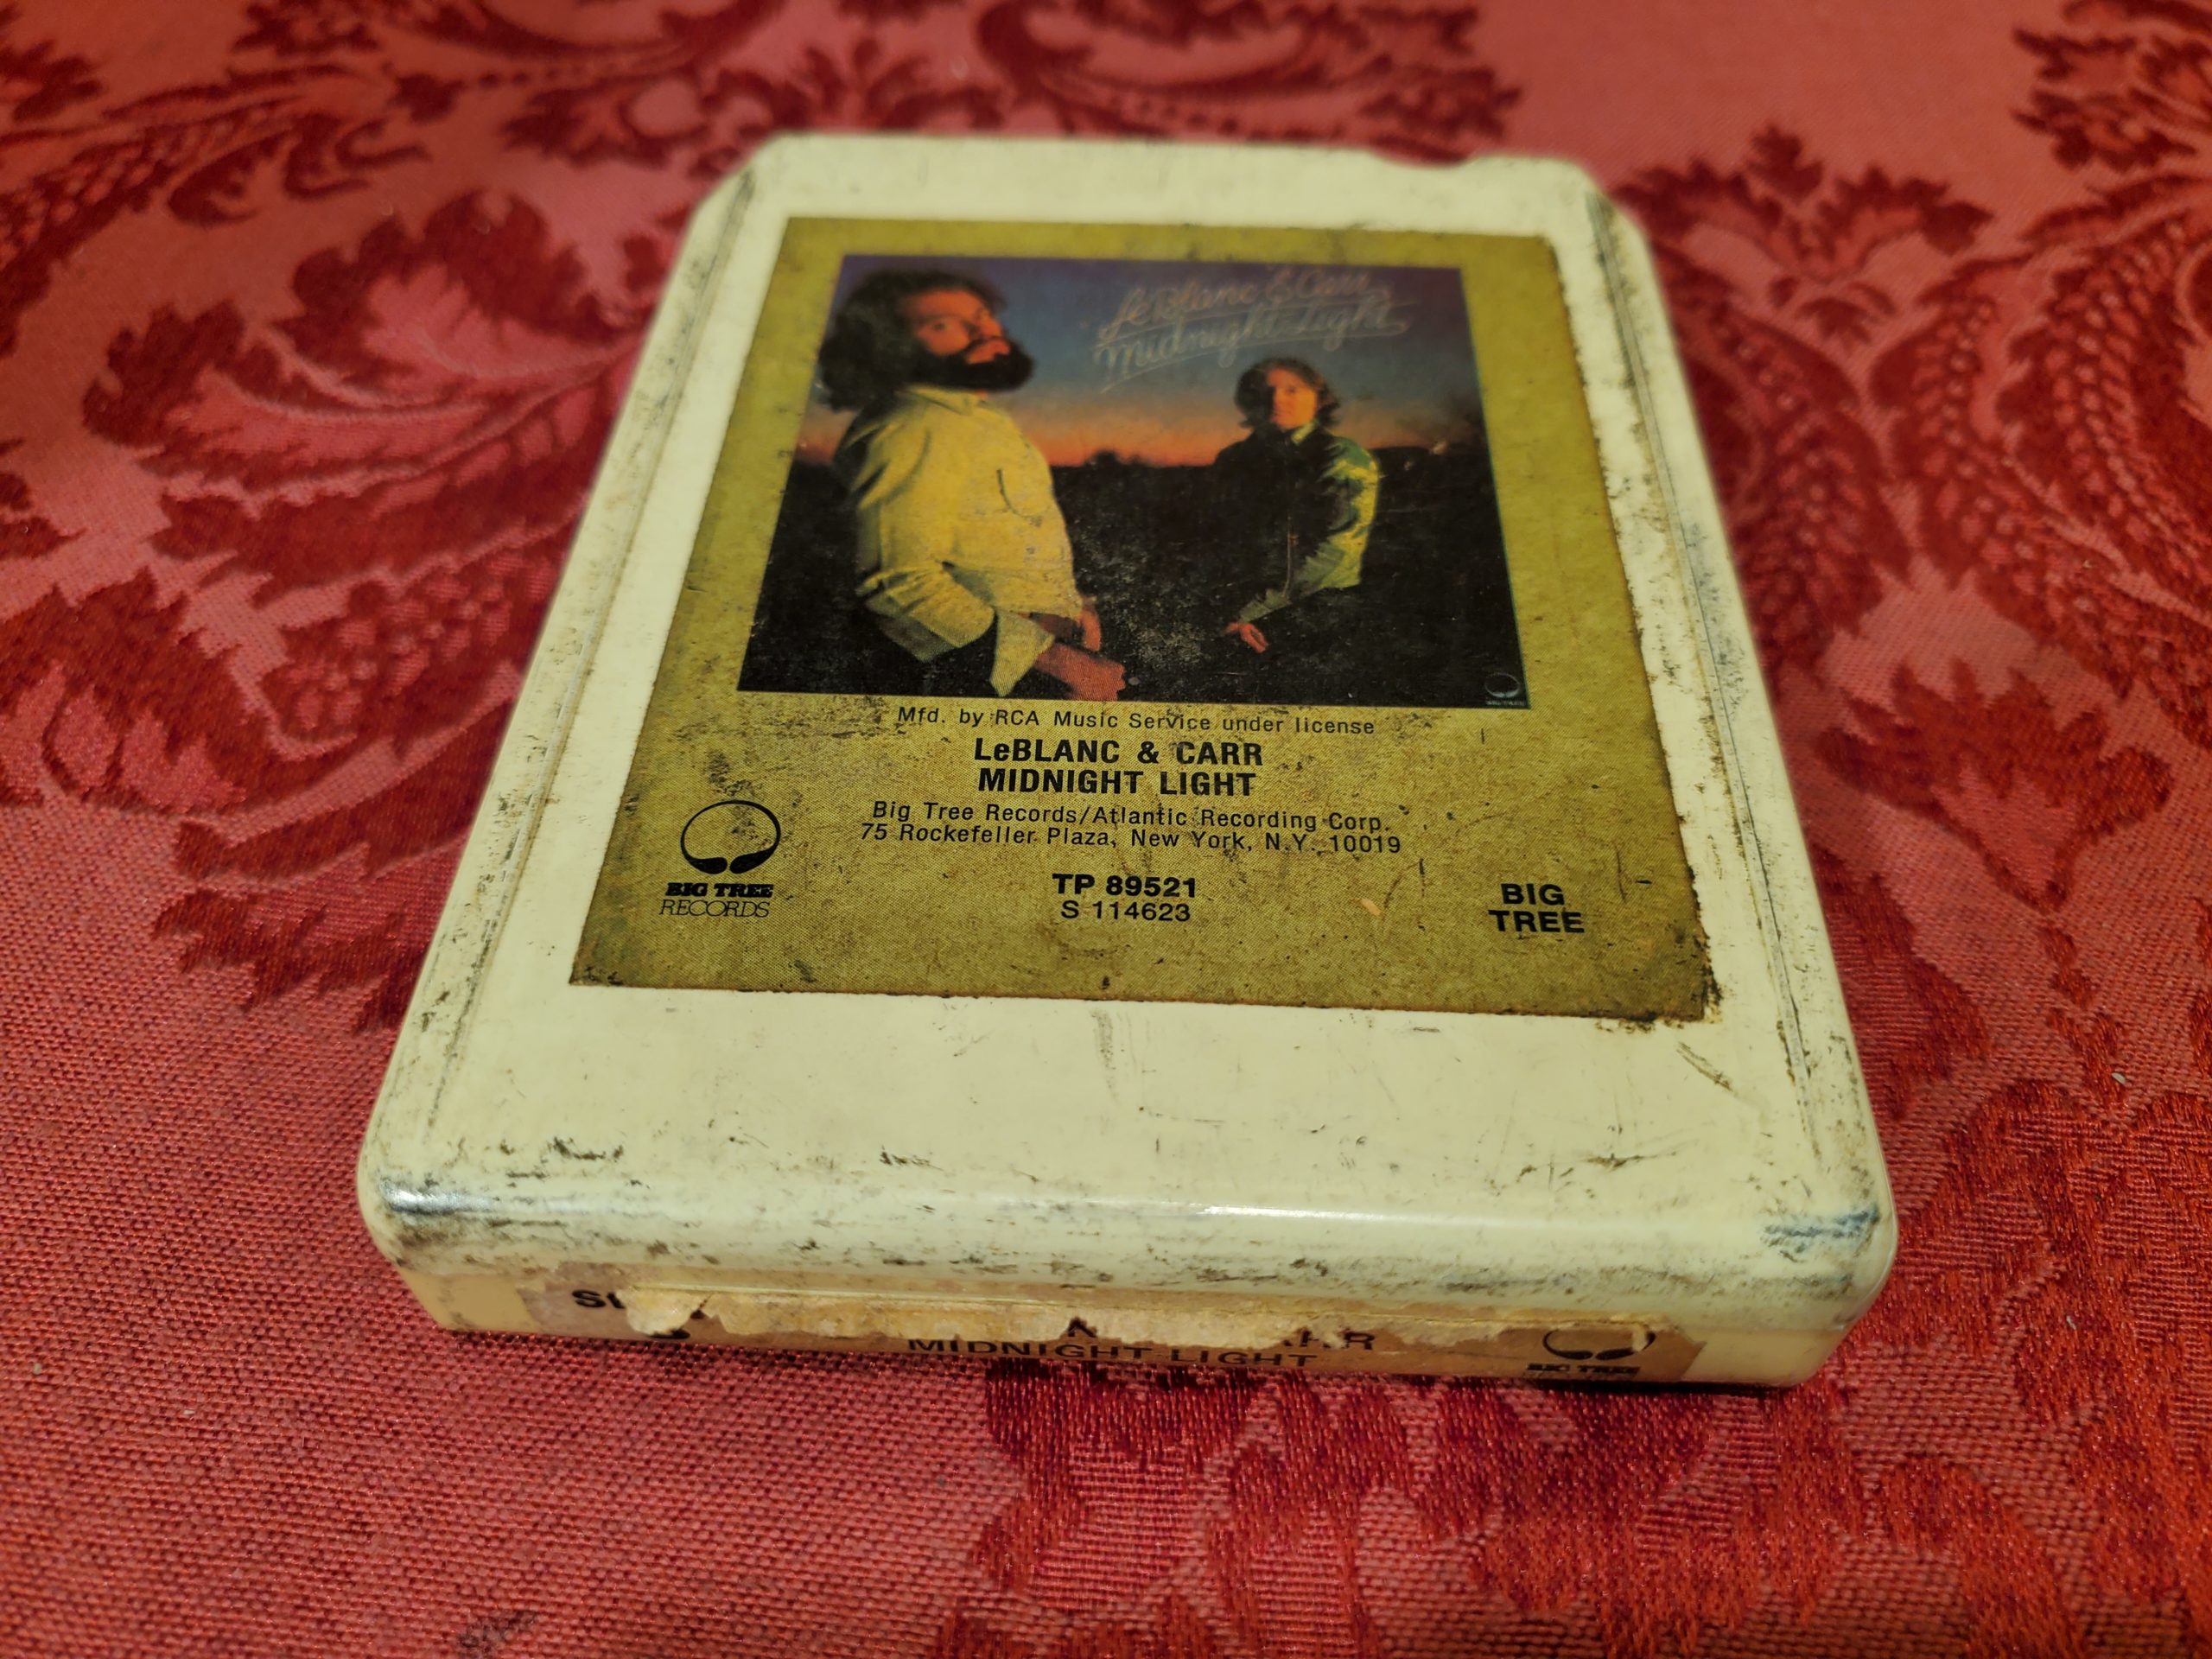 LeBlanc & Carr
Midnight Light
Mfd. by RCA Music Service under license
LeBLANC & CARR
MIDNIGHT LIGHT
Big Tree Records/Atlantic Recording Corp.
75 Rockefeller Plaza, New York, N.Y. 10019
BIG TREE
RECORDS
TP 89521
S 114623
BIG
TREE
MIDNIGHT LIGHT
BIG TREE